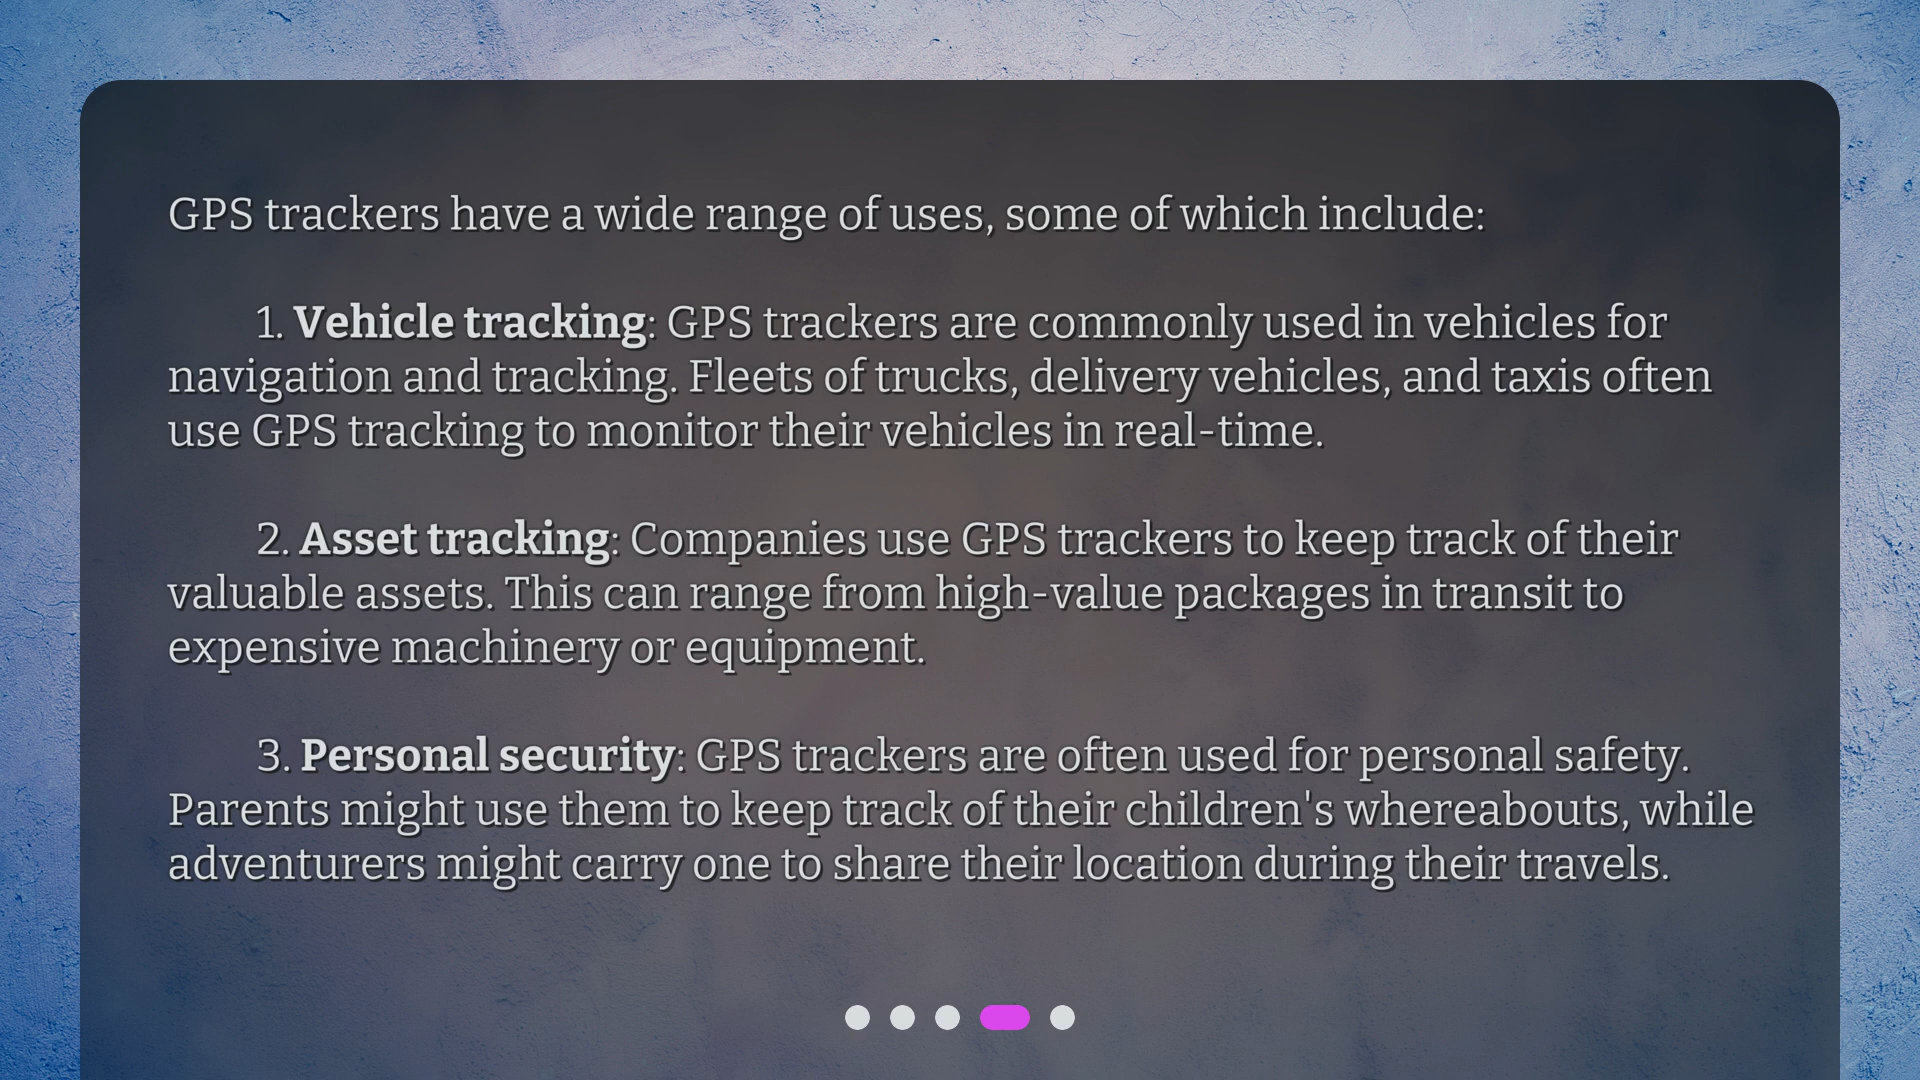 GPS trackers have a wide range of uses, some of which include:
1. Vehicle tracking: GPS trackers are commonly used in vehicles for
navigation and tracking. Fleets of trucks, delivery vehicles, and taxis often
use GPS tracking to monitor their vehicles in real-time.
2. Asset tracking: Companies use GPS trackers to keep track of their
valuable assets. This can range from high-value packages in transit to
expensive machinery or equipment.
3. Personal security: GPS trackers are often used for personal safety.
Parents might use them to keep track of their children's whereabouts, while
adventurers might carry one to share their location during their travels.